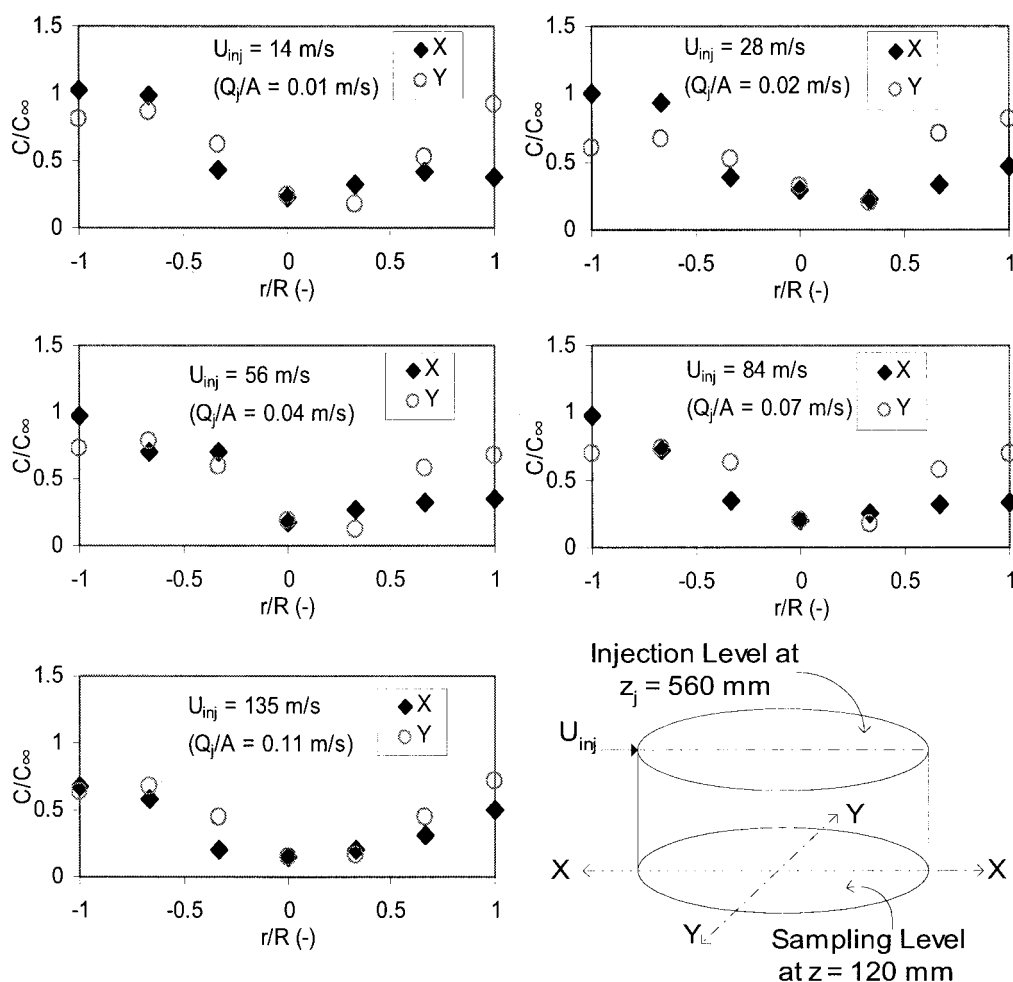 1.5
1
0.5
0
C/C∞
U_inj = 14 m/s
(Q_j/A = 0.01 m/s)
X
Y
-1 -0.5 0 0.5 1
r/R (-)
1.5
1
0.5
0
C/C∞
U_inj = 28 m/s
(Q_j/A = 0.02 m/s)
X
Y
-1 -0.5 0 0.5 1
r/R (-)
1.5
1
0.5
0
C/C∞
U_inj = 56 m/s
(Q_j/A = 0.04 m/s)
X
Y
-1 -0.5 0 0.5 1
r/R (-)
1.5
1
0.5
0
C/C∞
U_inj = 84 m/s
(Q_j/A = 0.07 m/s)
X
Y
-1 -0.5 0 0.5 1
r/R (-)
1.5
1
0.5
0
C/C∞
U_inj = 135 m/s
(Q_j/A = 0.11 m/s)
X
Y
-1 -0.5 0 0.5 1
r/R (-)
Injection Level at
z_j = 560 mm
U_inj
Y
X X
Y
Sampling Level
at z = 120 mm